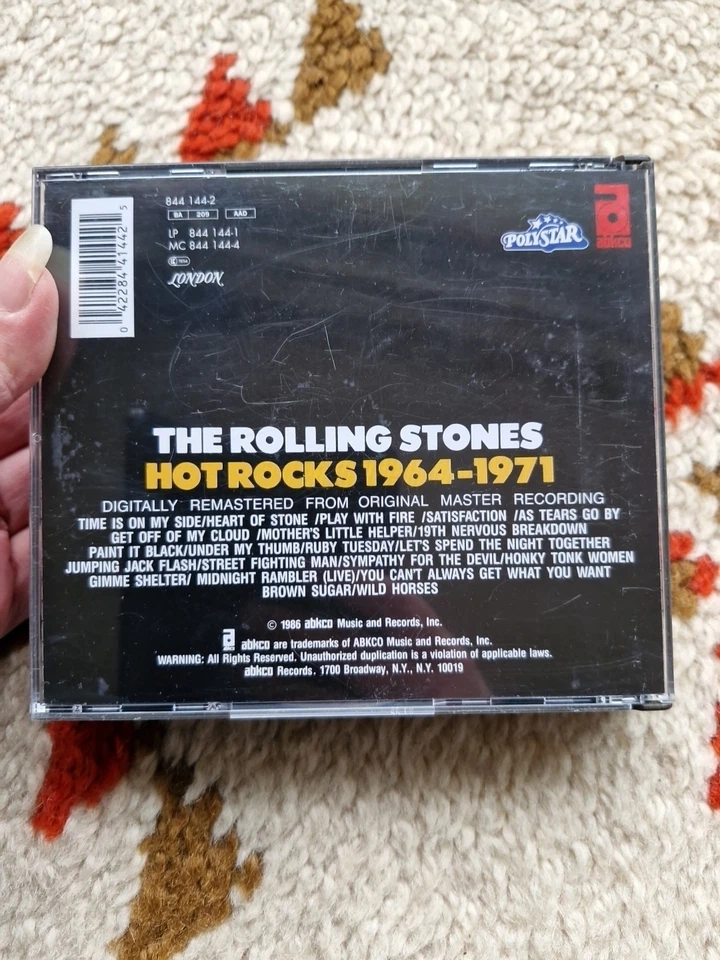 844 144-2
BA 209 AAD
LP 844 144-1
MC 844 144-4
LONDON
0 42284 41442 5
POLYSTAR
abkco
THE ROLLING STONES
HOT ROCKS 1964-1971
DIGITALLY REMASTERED FROM ORIGINAL MASTER RECORDING
TIME IS ON MY SIDE/HEART OF STONE /PLAY WITH FIRE /SATISFACTION /AS TEARS GO BY
GET OFF OF MY CLOUD /MOTHER'S LITTLE HELPER/19TH NERVOUS BREAKDOWN
PAINT IT BLACK/UNDER MY THUMB/RUBY TUESDAY/LET'S SPEND THE NIGHT TOGETHER
JUMPING JACK FLASH/STREET FIGHTING MAN/SYMPATHY FOR THE DEVIL/HONKY TONK WOMEN
GIMME SHELTER/ MIDNIGHT RAMBLER (LIVE)/YOU CAN'T ALWAYS GET WHAT YOU WANT
BROWN SUGAR/WILD HORSES
© 1986 abkco Music and Records, Inc.
abkco are trademarks of ABKCO Music and Records, Inc.
WARNING: All Rights Reserved. Unauthorized duplication is a violation of applicable laws.
abkco Records. 1700 Broadway, N.Y., N.Y. 10019